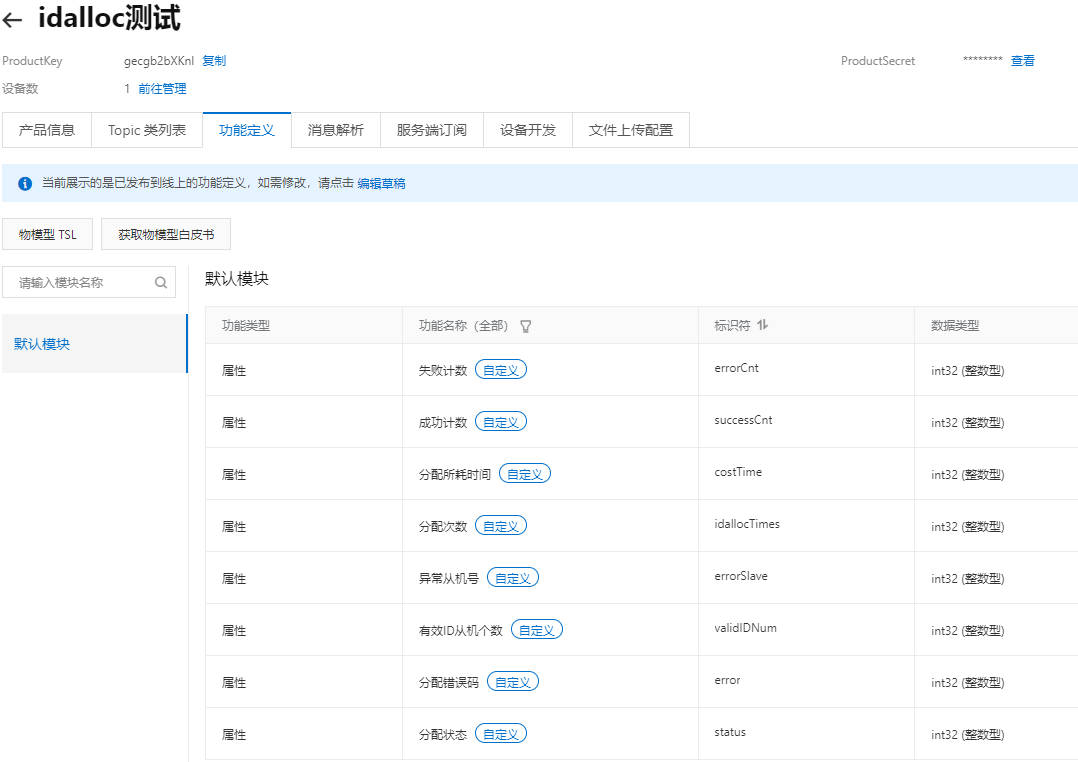 idalloc测试
ProductKey gecgb2bXKnl 复制 ProductSecret ******** 查看
设备数 1 前往管理
产品信息 Topic 类列表 功能定义 消息解析 服务端订阅 设备开发 文件上传配置
当前展示的是已发布到线上的功能定义，如需修改，请点击 编辑草稿
物模型 TSL 获取物模型白皮书
请输入模块名称
默认模块
默认模块
功能类型 功能名称（全部） 标识符 数据类型
属性 失败计数 自定义 errorCnt int32 (整数型)
属性 成功计数 自定义 successCnt int32 (整数型)
属性 分配所耗时间 自定义 costTime int32 (整数型)
属性 分配次数 自定义 idallocTimes int32 (整数型)
属性 异常从机号 自定义 errorSlave int32 (整数型)
属性 有效ID从机个数 自定义 validIDNum int32 (整数型)
属性 分配错误码 自定义 error int32 (整数型)
属性 分配状态 自定义 status int32 (整数型)